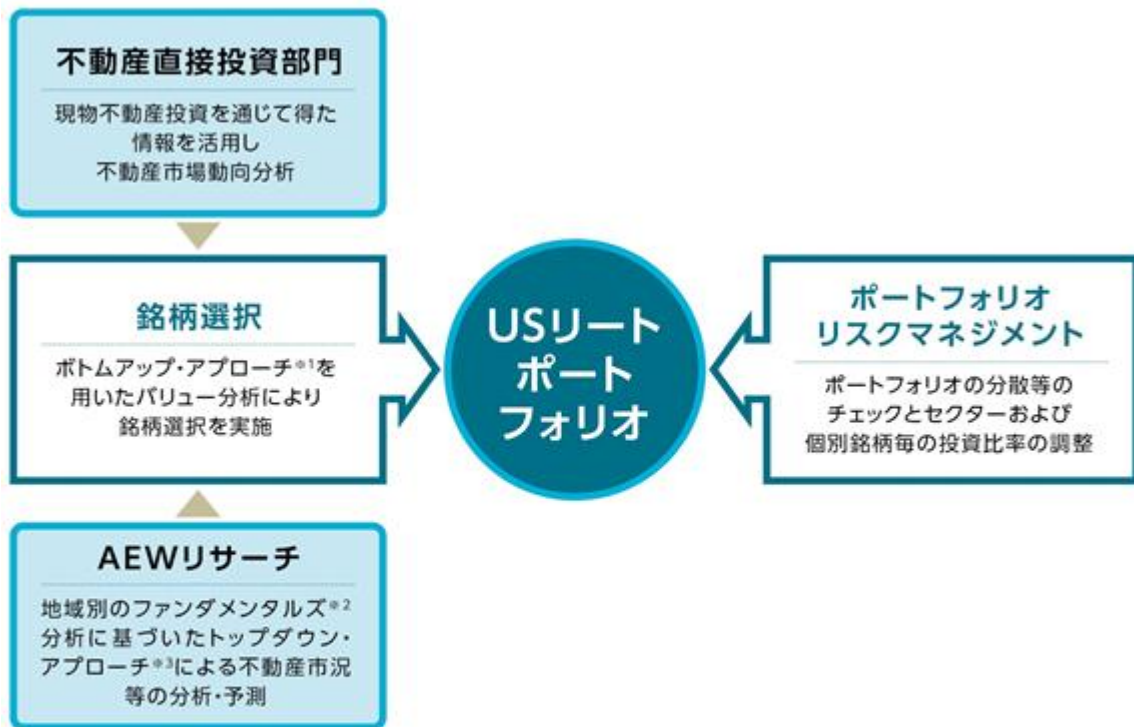 不動産直接投資部門
現物不動産投資を通じて得た
情報を活用し
不動産市場動向分析
銘柄選択
ボトムアップ・アプローチ※1を
用いたバリュー分析により
銘柄選択を実施
AEWリサーチ
地域別のファンダメンタルズ※2
分析に基づいたトップダウン・
アプローチ※3による不動産市況
等の分析・予測
USリート
ポート
フォリオ
ポートフォリオ
リスクマネジメント
ポートフォリオの分散等の
チェックとセクターおよび
個別銘柄毎の投資比率の調整